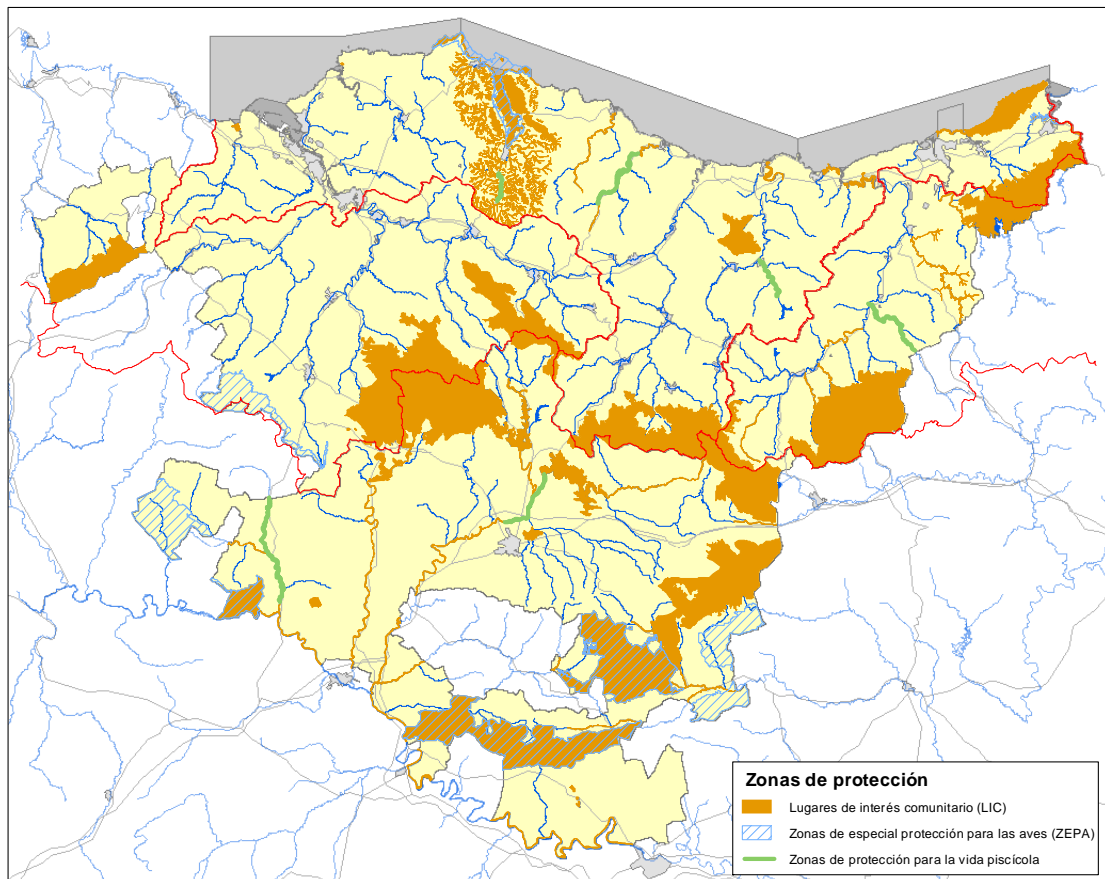 Zonas de protección
Lugares de interés comunitario (LIC)
Zonas de especial protección para las aves (ZEPA)
Zonas de protección para la vida piscícola